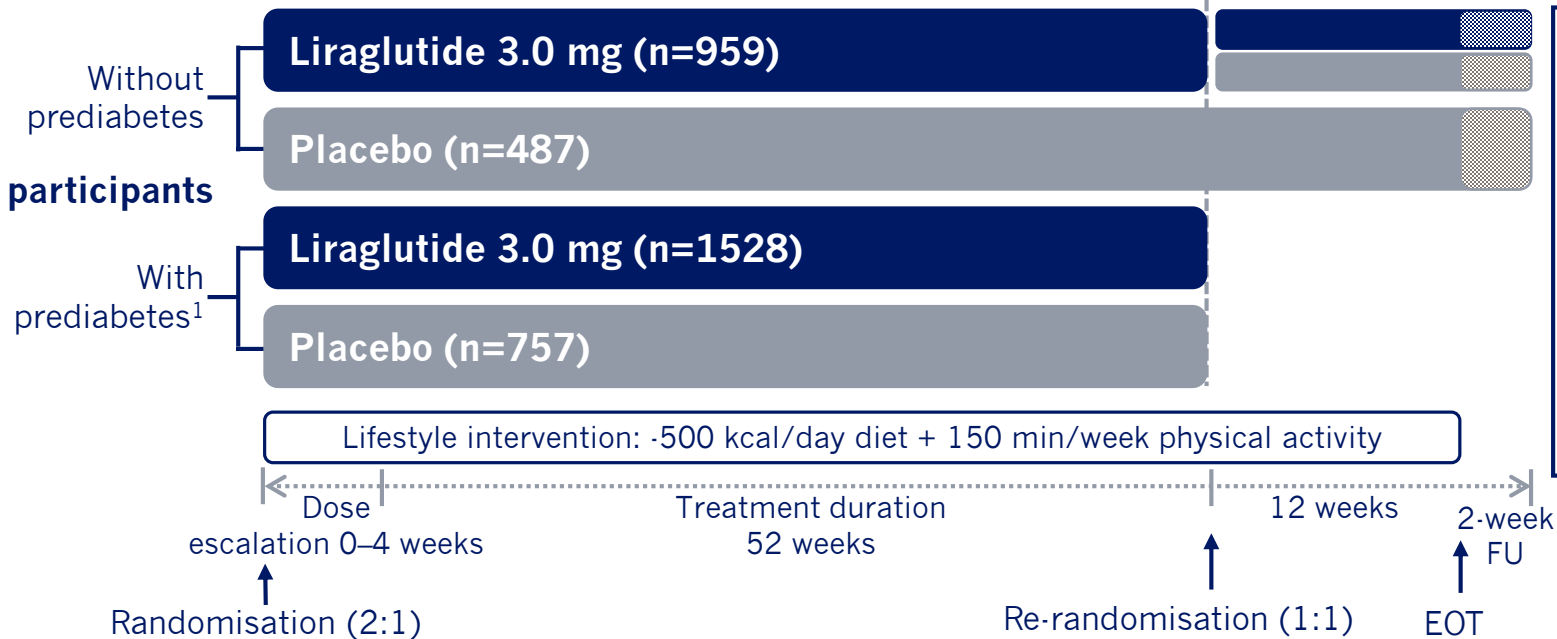 Liraglutide 3.0 mg (n=959)
Without
prediabetes
Placebo (n=487)
participants
Liraglutide 3.0 mg (n=1528)
With
prediabetes¹
Placebo (n=757)
Lifestyle intervention: -500 kcal/day diet + 150 min/week physical activity
Dose
escalation 0–4 weeks
Treatment duration
52 weeks
12 weeks
2-week
FU
Randomisation (2:1)
Re-randomisation (1:1)
EOT